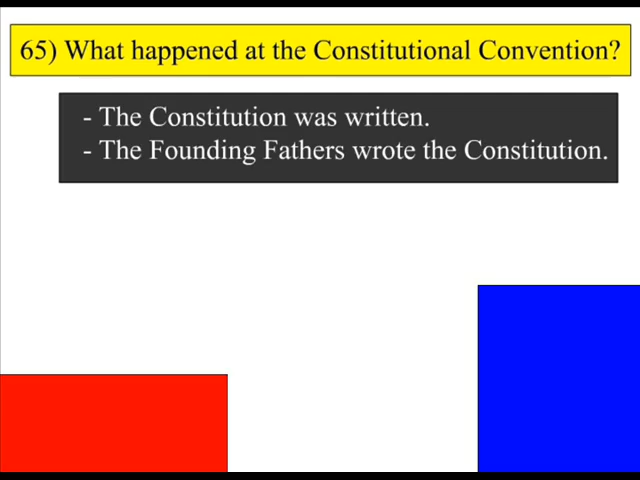 65) What happened at the Constitutional Convention?
- The Constitution was written.
- The Founding Fathers wrote the Constitution.